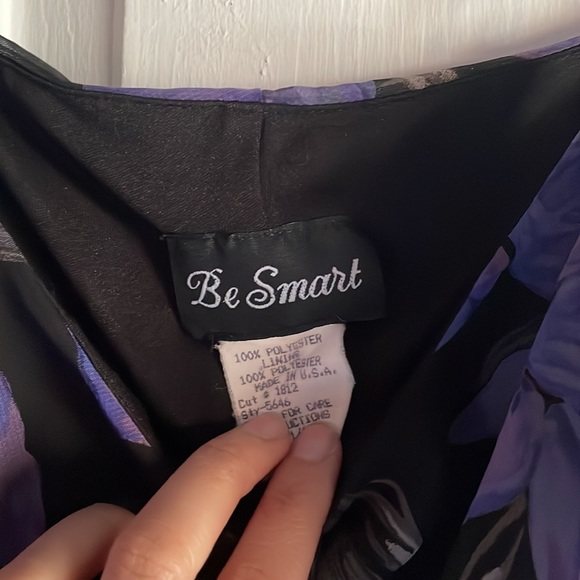 Be Smart
100% POLYESTER
LINING
100% POLYESTER
MADE IN U.S.A.
Cut # 1812
Sty-5646
FOR CARE